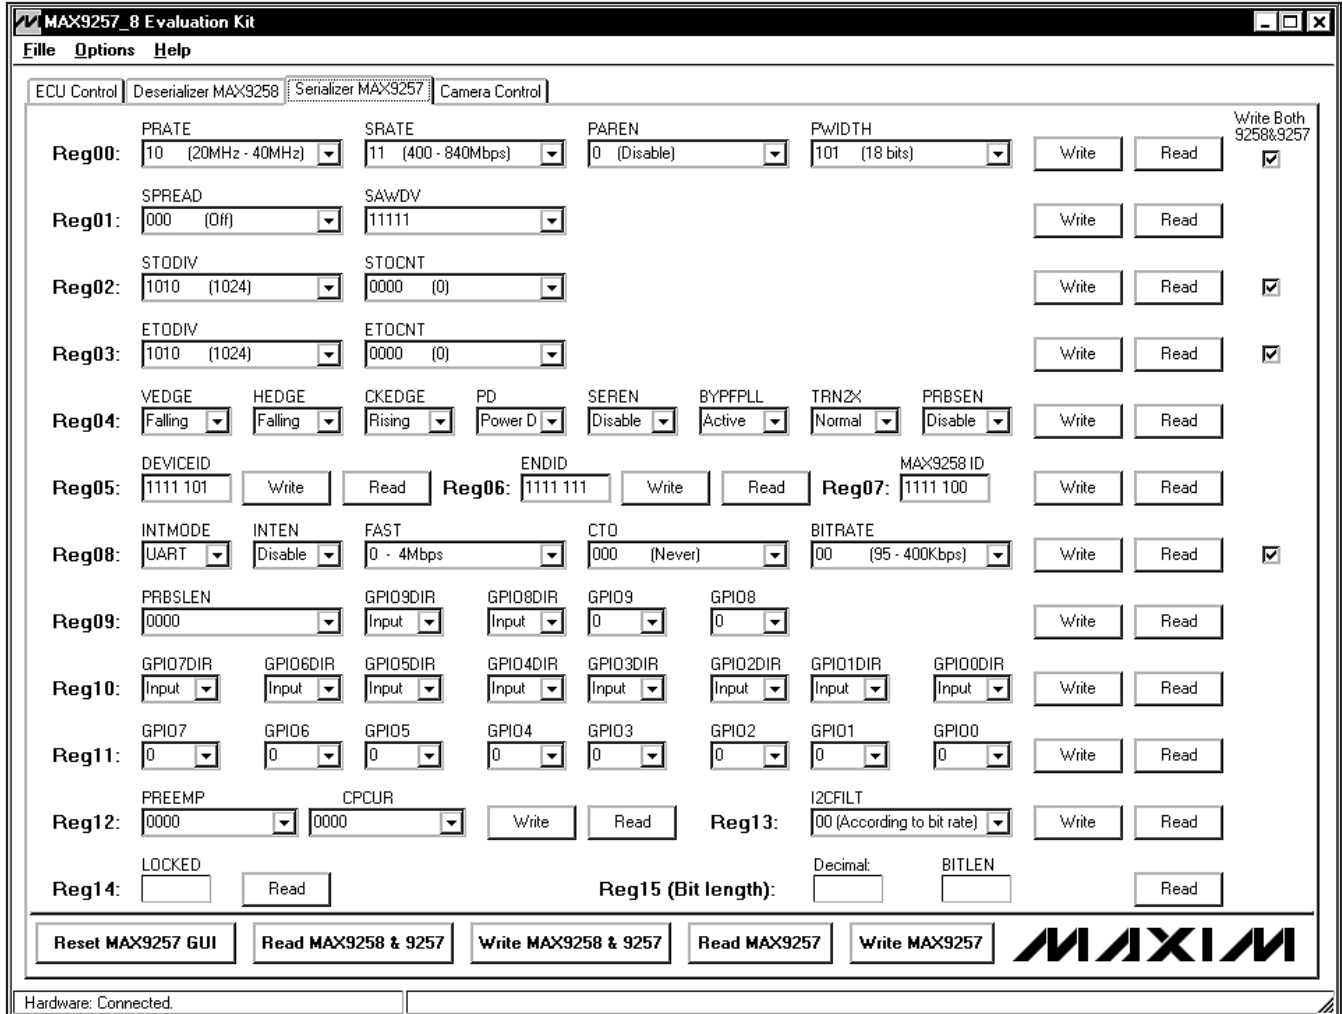 MAX9257_8 Evaluation Kit
Fille Options Help
ECU Control Deserializer MAX9258 Serializer MAX9257 Camera Control
Write Both
9258&9257
PRATE SRATE PAREN PWIDTH
Reg00: 10 (20MHz - 40MHz) 11 (400 - 840Mbps) 0 (Disable) 101 (18 bits) Write Read
SPREAD SAWDV
Reg01: 000 (Off) 11111 Write Read
STODIV STOCNT
Reg02: 1010 (1024) 0000 (0) Write Read
ETODIV ETOCNT
Reg03: 1010 (1024) 0000 (0) Write Read
VEDGE HEDGE CKEDGE PD SEREN BYPFPLL TRN2X PRBSEN
Reg04: Falling Falling Rising Power D Disable Active Normal Disable Write Read
DEVICEID ENDID MAX9258 ID
Reg05: 1111 101 Write Read Reg06: 1111 111 Write Read Reg07: 1111 100 Write Read
INTMODE INTEN FAST CTO BITRATE
Reg08: UART Disable 0 - 4Mbps 000 (Never) 00 (95 - 400Kbps) Write Read
PRBSLEN GPIO9DIR GPIO8DIR GPIO9 GPIO8
Reg09: 0000 Input Input 0 0 Write Read
GPIO7DIR GPIO6DIR GPIO5DIR GPIO4DIR GPIO3DIR GPIO2DIR GPIO1DIR GPIO0DIR
Reg10: Input Input Input Input Input Input Input Input Write Read
GPIO7 GPIO6 GPIO5 GPIO4 GPIO3 GPIO2 GPIO1 GPIO0
Reg11: 0 0 0 0 0 0 0 0 Write Read
PREEMP CPCUR I2CFILT
Reg12: 0000 0000 Write Read Reg13: 00 (According to bit rate) Write Read
LOCKED Decimal: BITLEN
Reg14: Read Reg15 (Bit length): Read
Reset MAX9257 GUI Read MAX9258 & 9257 Write MAX9258 & 9257 Read MAX9257 Write MAX9257 MAXIM
Hardware: Connected.